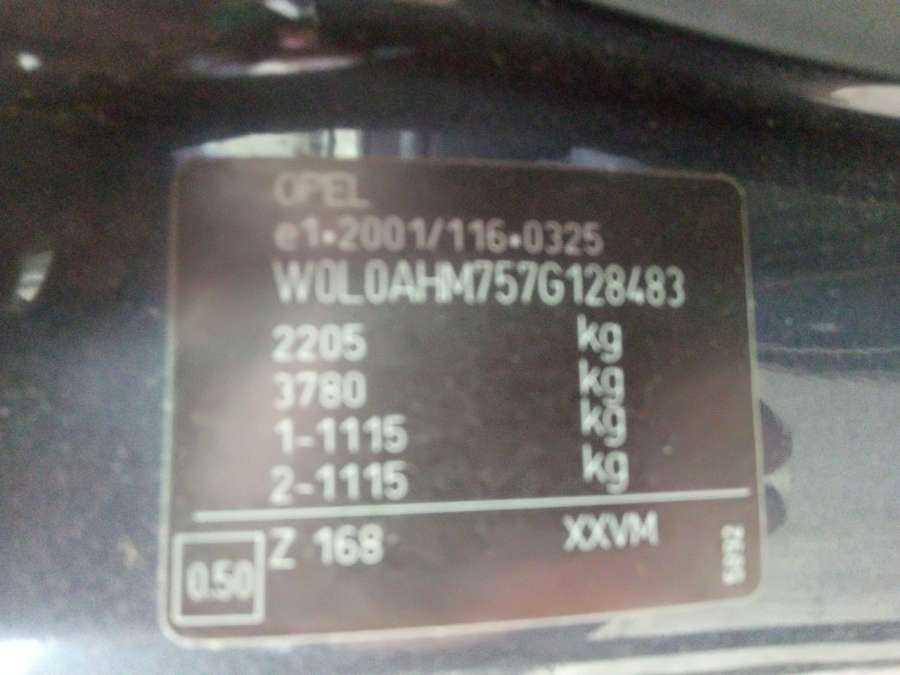 OPEL
e1*2001/116*0325
W0L0AHM757G128483
2205 kg
3780 kg
1-1115 kg
2-1115 kg
0.50 Z 168 XXVM